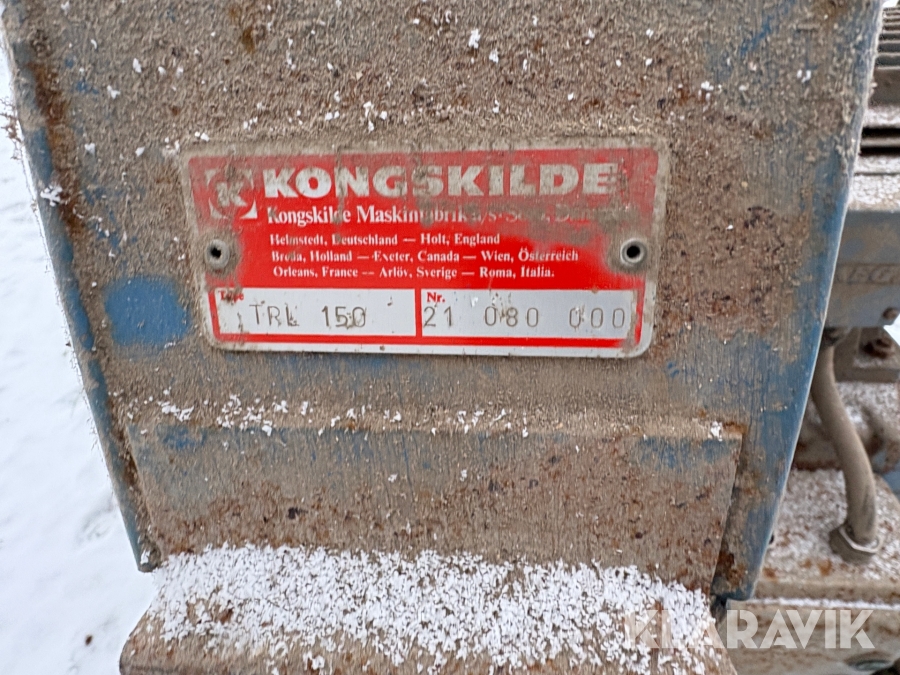 K KONGSKILDE
Kongskilde
Helmstedt, Deutschland — Holt, England
Breda, Holland — Exeter, Canada — Wien, Österreich
Orleans, France -- Arlöv, Sverige — Roma, Italia.
Type Nr.
TRL 150 21 080 000
KLARAVIK